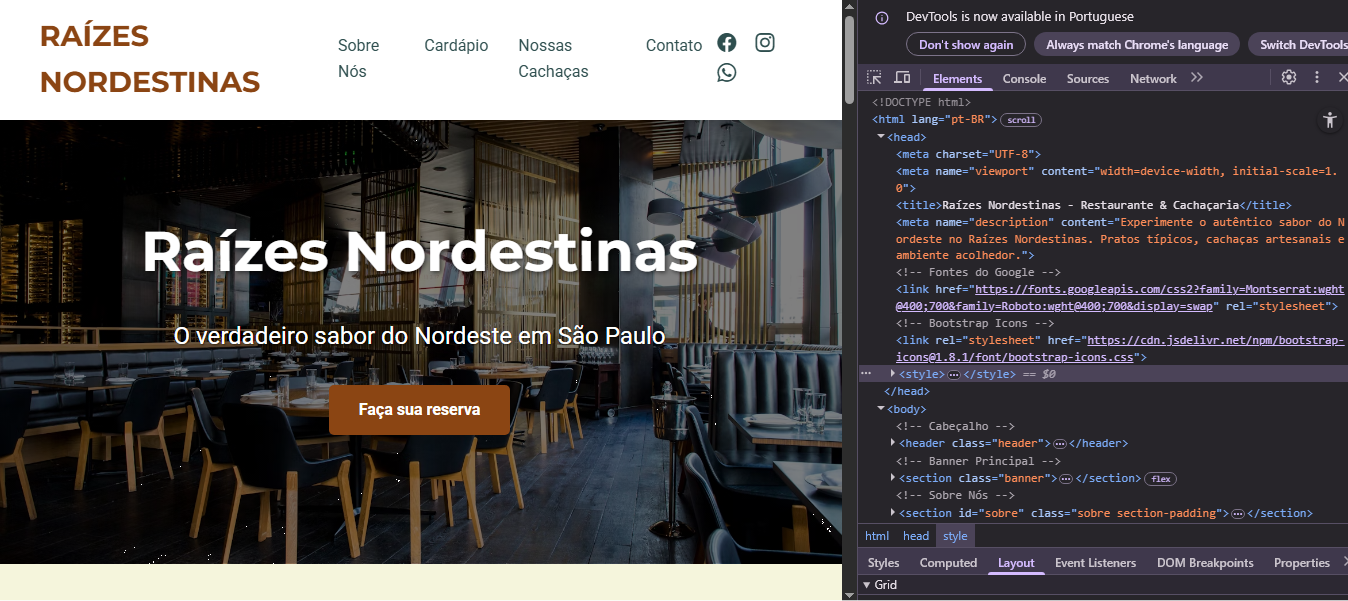 RAÍZES
NORDESTINAS
Sobre
Nós
Cardápio
Nossas
Cachaças
Contato
Raízes Nordestinas
O verdadeiro sabor do Nordeste em São Paulo
Faça sua reserva
DevTools is now available in Portuguese
Don't show again
Always match Chrome's language
Switch DevTools
Elements
Console
Sources
Network
<!DOCTYPE html>
<html lang="pt-BR"> scroll
<head>
<meta charset="UTF-8">
<meta name="viewport" content="width=device-width, initial-scale=1.
0">
<title>Raízes Nordestinas - Restaurante & Cachaçaria</title>
<meta name="description" content="Experimente o autêntico sabor do N
ordeste no Raízes Nordestinas. Pratos típicos, cachaças artesanais e
ambiente acolhedor.">
<!-- Fontes do Google -->
<link href="https://fonts.googleapis.com/css2?family=Montserrat:wght
@400;700&family=Roboto:wght@400;700&display=swap" rel="stylesheet">
<!-- Bootstrap Icons -->
<link rel="stylesheet" href="https://cdn.jsdelivr.net/npm/bootstrap-
icons@1.8.1/font/bootstrap-icons.css">
<style>…</style> == $0
</head>
<body>
<!-- Cabeçalho -->
<header class="header">…</header>
<!-- Banner Principal -->
<section class="banner">…</section> flex
<!-- Sobre Nós -->
<section id="sobre" class="sobre section-padding">…</section>
html head style
Styles
Computed
Layout
Event Listeners
DOM Breakpoints
Properties
Grid